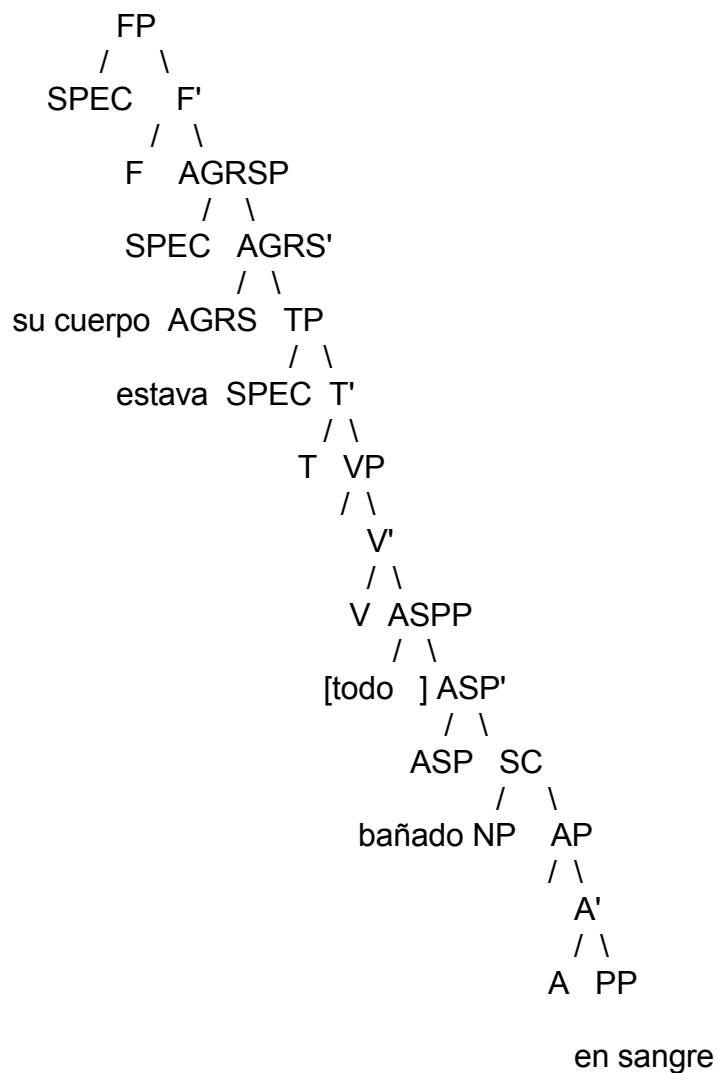 FP
/ \
SPEC F'
/ \
F AGRSP
/ \
SPEC AGRS'
/ \
su cuerpo AGRS TP
/ \
estava SPEC T'
/ \
T VP
/ \
V'
/ \
V ASPP
/ \
[todo ] ASP'
/ \
ASP SC
/ \
bañado NP AP
/ \
A'
/ \
A PP
en sangre